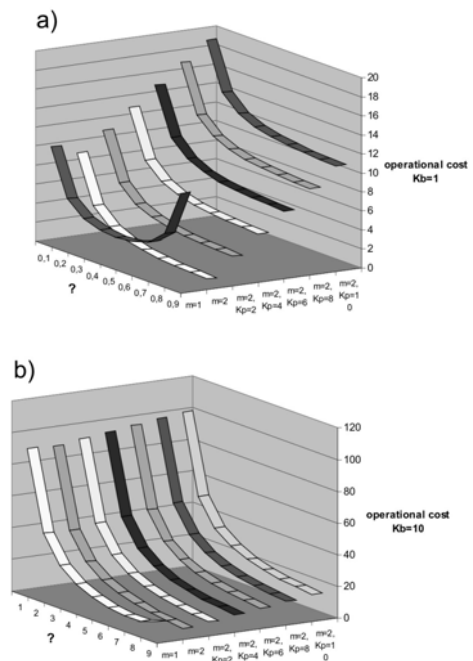 a)
20
18
16
14
12
10
8
6
4
2
0
operational cost
Kb=1
0,1
0,2
0,3
0,4
0,5
0,6
0,7
0,8
0,9
?
m=1
m=2
m=2,
Kp=2
m=2,
Kp=4
m=2,
Kp=6
m=2,
Kp=8
m=2,
Kp=1
0
b)
120
100
80
60
40
20
0
operational cost
Kb=10
1
2
3
4
5
6
7
8
9
?
m=1
m=2
m=2,
Kp=2
m=2,
Kp=4
m=2,
Kp=6
m=2,
Kp=8
m=2,
Kp=1
0